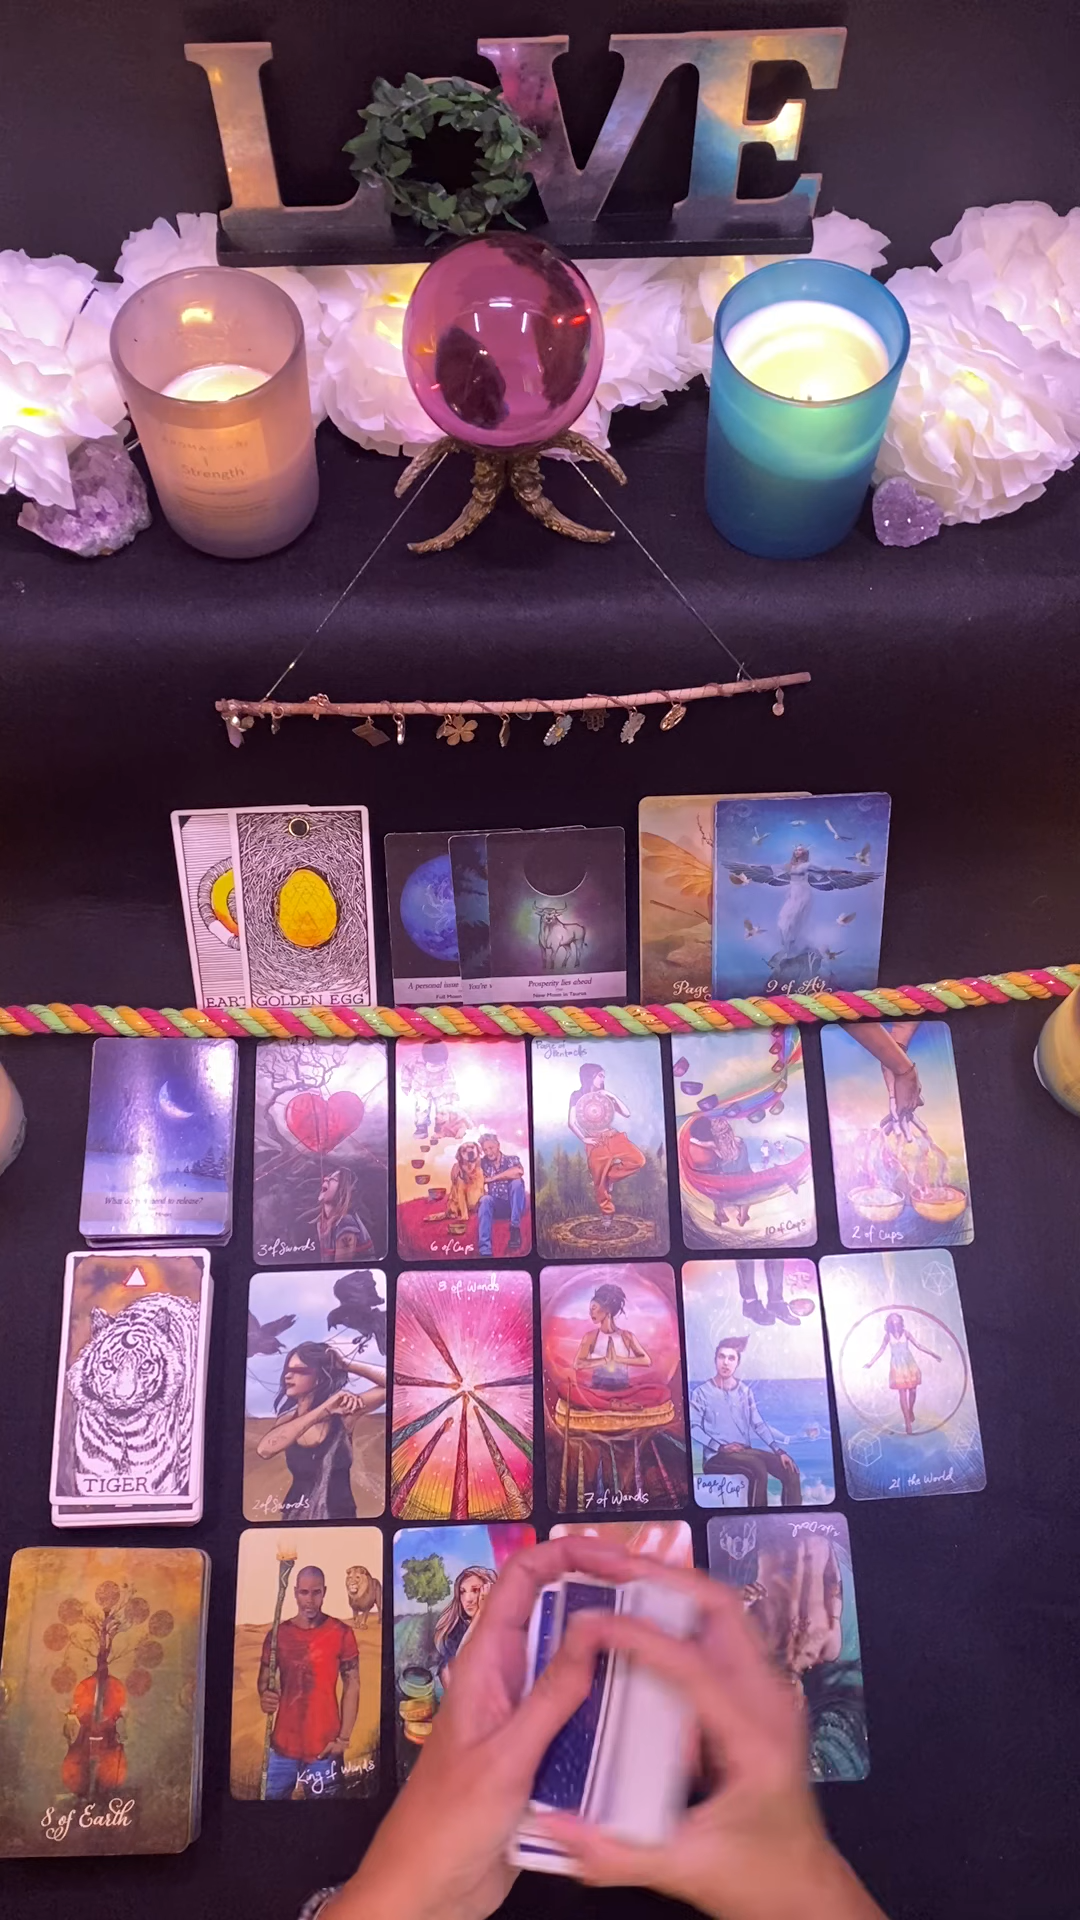 LOVE
Strength
EART
GOLDEN EGG
A personal issue
Full Moon
You're
Prosperity lies ahead
New Moon in Taurus
Page
9 of Air
What do need to release?
3 of Swords
6 of Cups
Page of Pentacles
10 of Cups
2 of Cups
TIGER
2 of Swords
8 of Wands
7 of Wands
Page of Cups
21 the World
8 of Earth
King of Wands